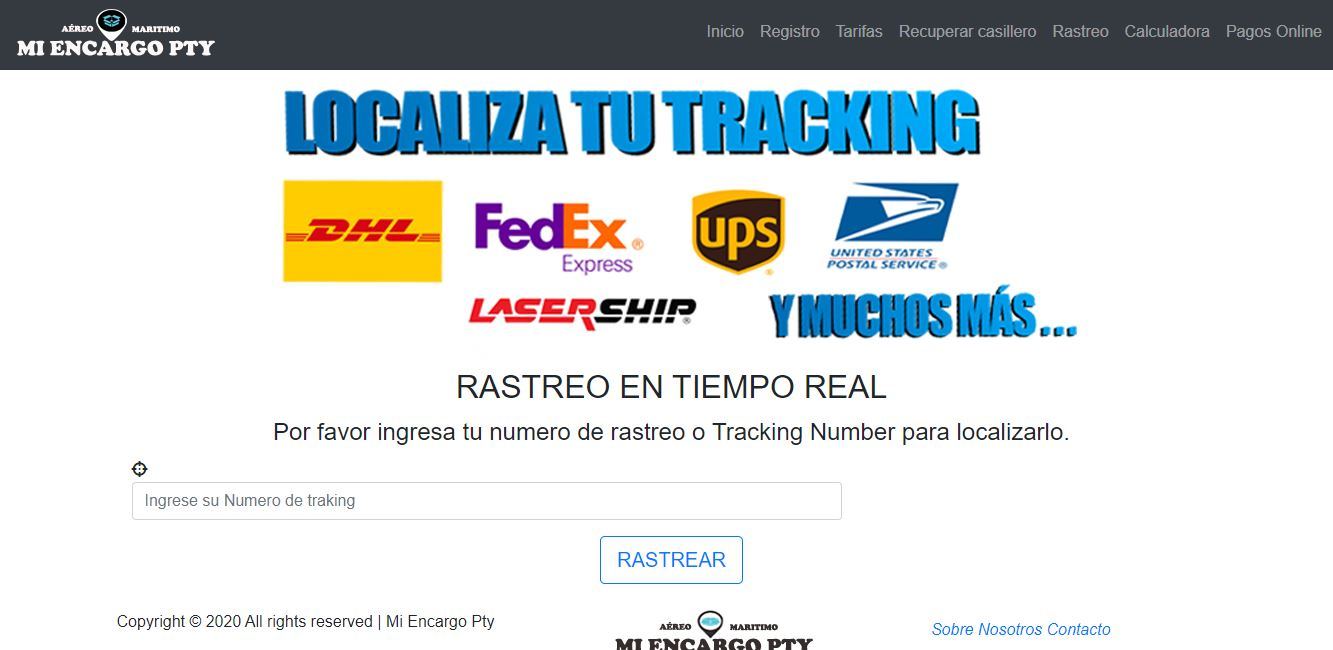 AÉREO MARITIMO
MI ENCARGO PTY
Inicio Registro Tarifas Recuperar casillero Rastreo Calculadora Pagos Online
LOCALIZA TU TRACKING
DHL FedEx ® Express ups ® UNITED STATES POSTAL SERVICE ®
LASERSHIP ® Y MUCHOS MÁS...
RASTREO EN TIEMPO REAL
Por favor ingresa tu numero de rastreo o Tracking Number para localizarlo.
Ingrese su Numero de traking
RASTREAR
Copyright © 2020 All rights reserved | Mi Encargo Pty
AÉREO MARITIMO
MI ENCARGO PTY
Sobre Nosotros Contacto